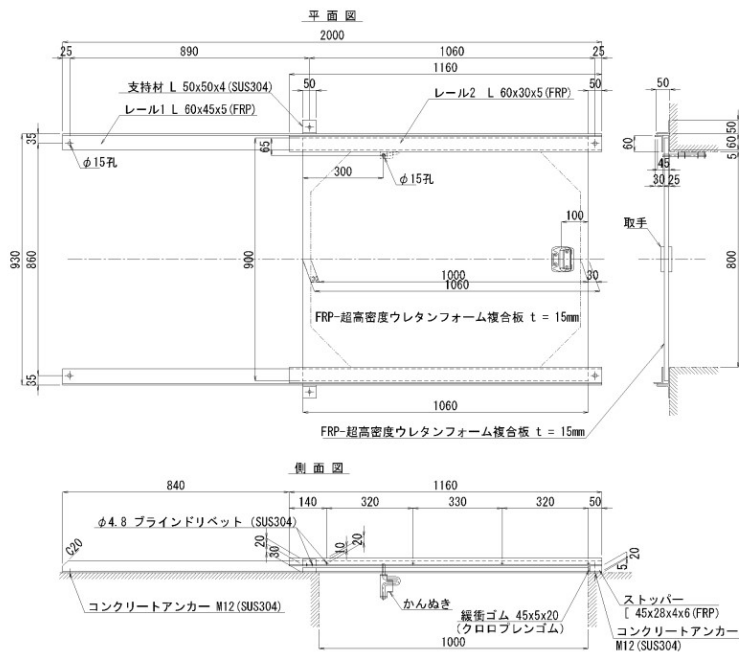 平 面 図
2000
25
890
1060
25
1160
50
50
50
支持材 L 50x50x4(SUS304)
レール1 L 60x45x5(FRP)
レール2 L 60x30x5(FRP)
35
65
60
50
5
60
φ15孔
φ15孔
45
30
25
300
取手
100
930
860
900
800
1000
30
1060
FRP-超高密度ウレタンフォーム複合板 t = 15mm
35
1060
FRP-超高密度ウレタンフォーム複合板 t = 15mm
側 面 図
840
1160
140
320
330
320
50
φ4.8 ブラインドリベット (SUS304)
C20
20
30
10
20
20
5
コンクリートアンカー M12(SUS304)
かんぬき
緩衝ゴム 45x5x20
(クロロプレンゴム)
ストッパー
[ 45x28x4x6(FRP)
コンクリートアンカー
M12(SUS304)
1000